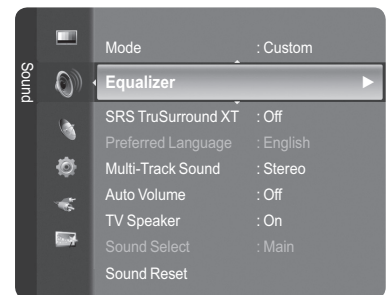 Sound
Mode : Custom
Equalizer
SRS TruSurround XT : Off
Preferred Language : English
Multi-Track Sound : Stereo
Auto Volume : Off
TV Speaker : On
Sound Select : Main
Sound Reset